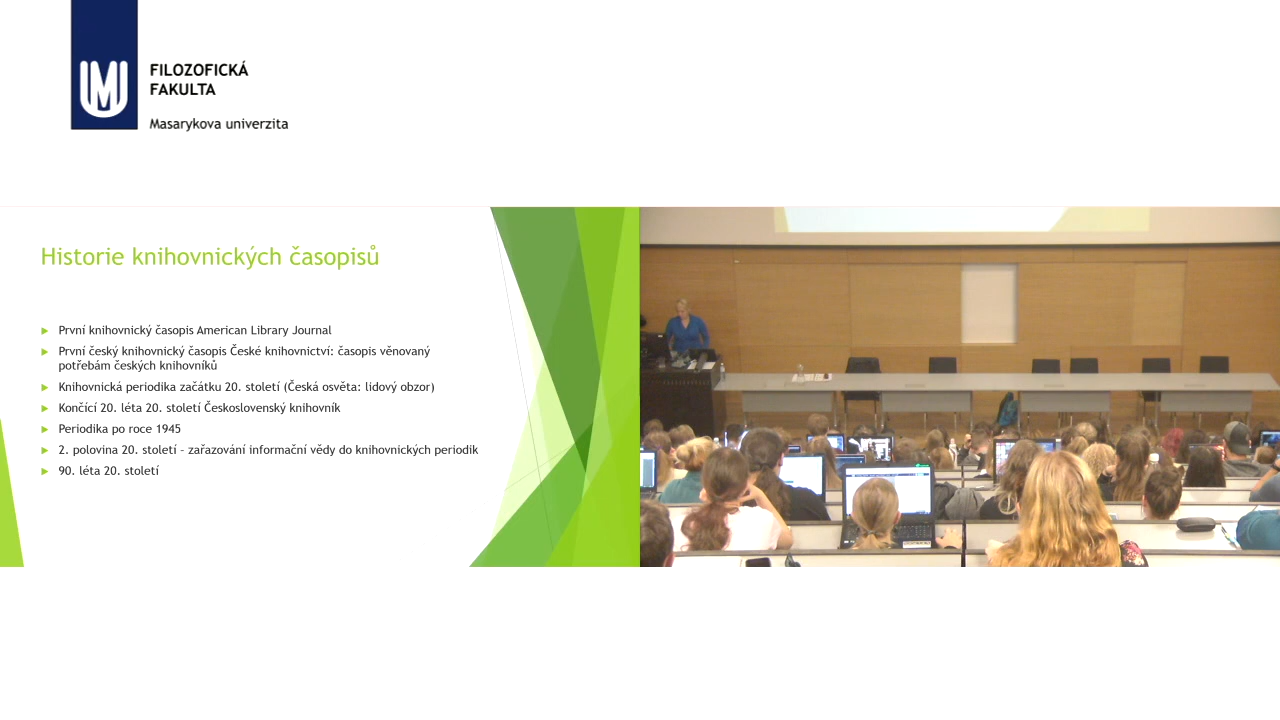 FILOZOFICKÁ
FAKULTA
Masarykova univerzita
Historie knihovnických časopisů
První knihovnický časopis American Library Journal
První český knihovnický časopis České knihovnictví: časopis věnovaný
potřebám českých knihovníků
Knihovnická periodika začátku 20. století (Česká osvěta: lidový obzor)
Končící 20. léta 20. století Československý knihovník
Periodika po roce 1945
2. polovina 20. století - zařazování informační vědy do knihovnických periodik
90. léta 20. století